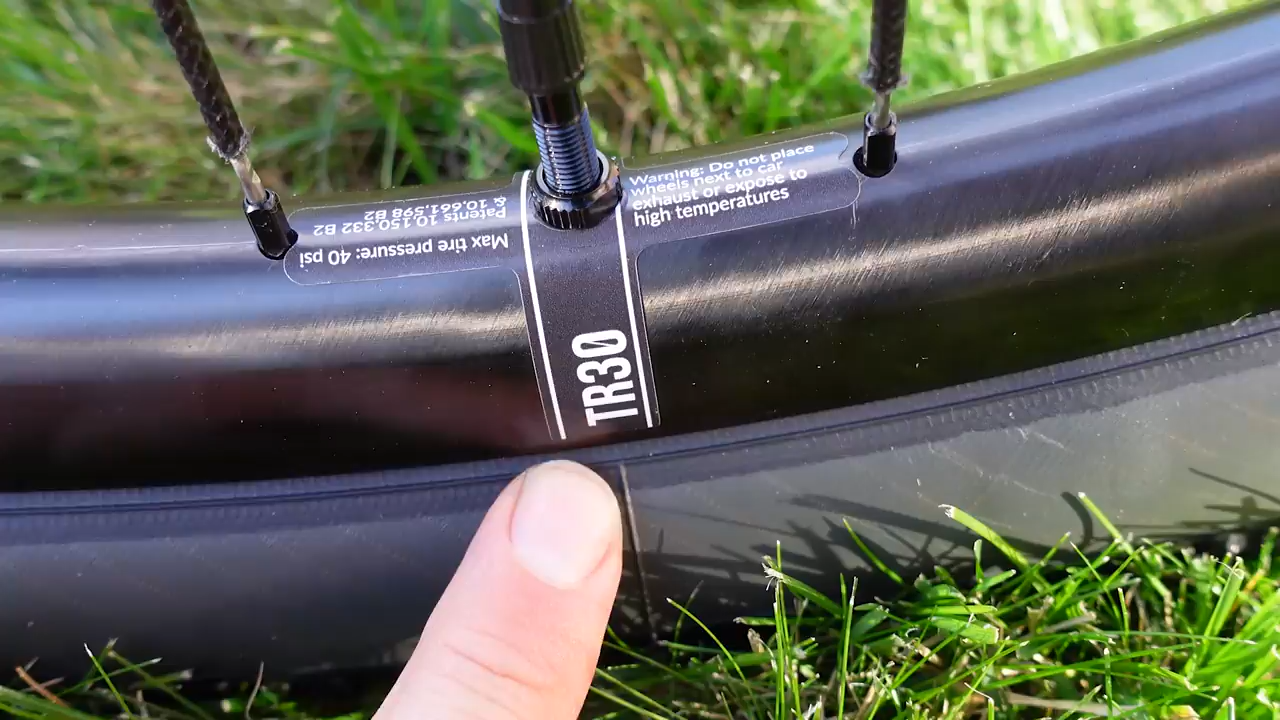 Warning: Do not place
wheels next to car
exhaust or expose to
high temperatures
TR30
Max tire pressure: 40 psi
Patents 10,150,332 B2
& 10,661,598 B2